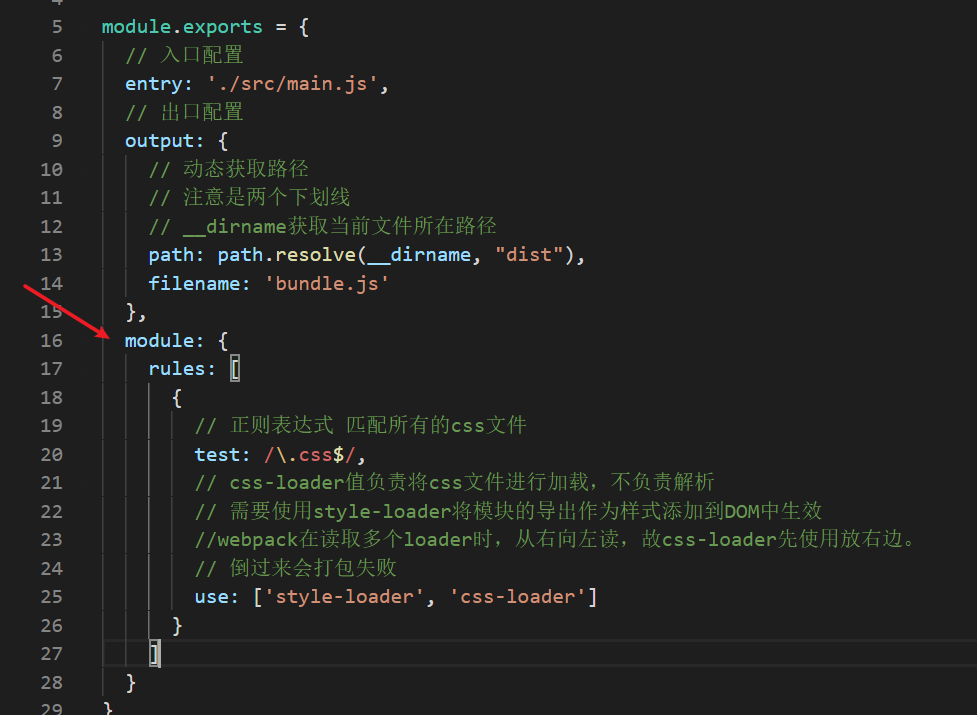 5 module.exports = {
6 // 入口配置
7 entry: './src/main.js',
8 // 出口配置
9 output: {
10 // 动态获取路径
11 // 注意是两个下划线
12 // __dirname获取当前文件所在路径
13 path: path.resolve(__dirname, "dist"),
14 filename: 'bundle.js'
15 },
16 module: {
17 rules: [
18 {
19 // 正则表达式 匹配所有的css文件
20 test: /\.css$/,
21 // css-loader值负责将css文件进行加载，不负责解析
22 // 需要使用style-loader将模块的导出作为样式添加到DOM中生效
23 //webpack在读取多个loader时，从右向左读，故css-loader先使用放右边。
24 // 倒过来会打包失败
25 use: ['style-loader', 'css-loader']
26 }
27 ]
28 }
29 }